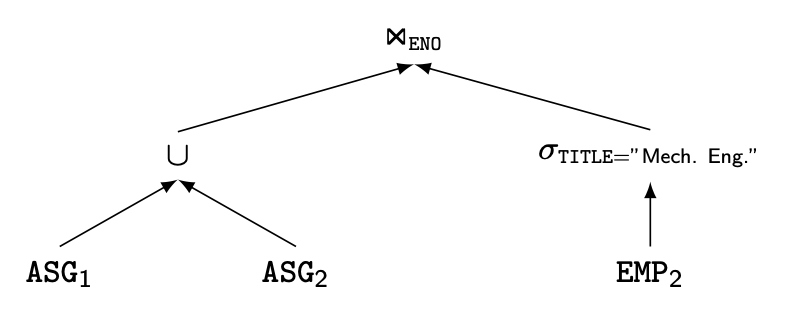 ⋈ENO
∪
σTITLE="Mech. Eng."
ASG1
ASG2
EMP2